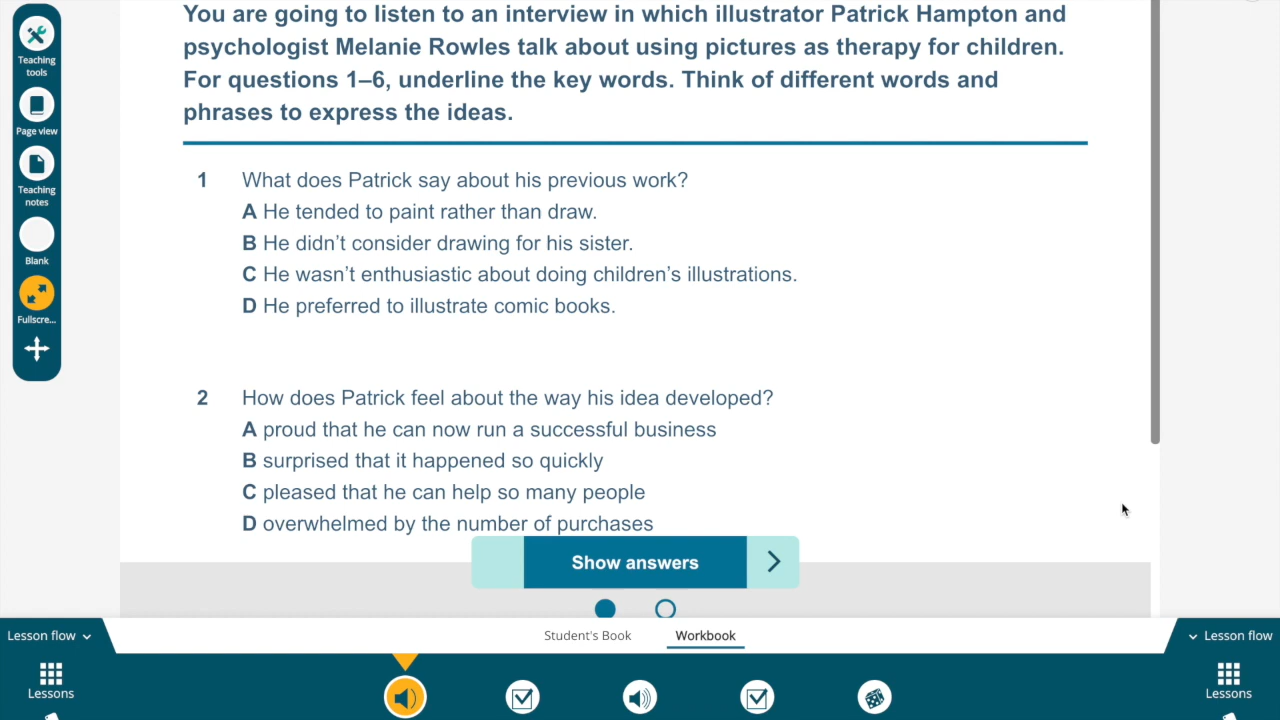 You are going to listen to an interview in which illustrator Patrick Hampton and
psychologist Melanie Rowles talk about using pictures as therapy for children.
For questions 1–6, underline the key words. Think of different words and
phrases to express the ideas.
1 What does Patrick say about his previous work?
A He tended to paint rather than draw.
B He didn’t consider drawing for his sister.
C He wasn’t enthusiastic about doing children’s illustrations.
D He preferred to illustrate comic books.
2 How does Patrick feel about the way his idea developed?
A proud that he can now run a successful business
B surprised that it happened so quickly
C pleased that he can help so many people
D overwhelmed by the number of purchases
Show answers
Teaching
tools
Page view
Teaching
notes
Blank
Fullscre...
Lesson flow
Student's Book
Workbook
Lesson flow
Lessons
Lessons